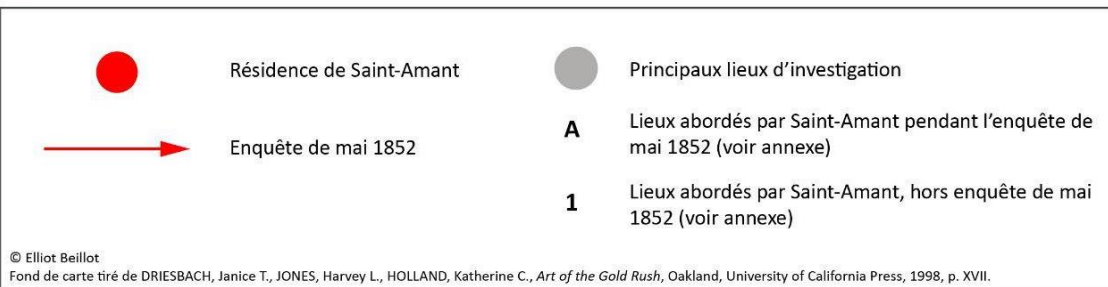 Résidence de Saint-Amant
Enquête de mai 1852
Principaux lieux d'investigation
A
Lieux abordés par Saint-Amant pendant l'enquête de
mai 1852 (voir annexe)
1
Lieux abordés par Saint-Amant, hors enquête de mai
1852 (voir annexe)
© Elliot Beillot
Fond de carte tiré de DRIESBACH, Janice T., JONES, Harvey L., HOLLAND, Katherine C., Art of the Gold Rush, Oakland, University of California Press, 1998, p. XVII.